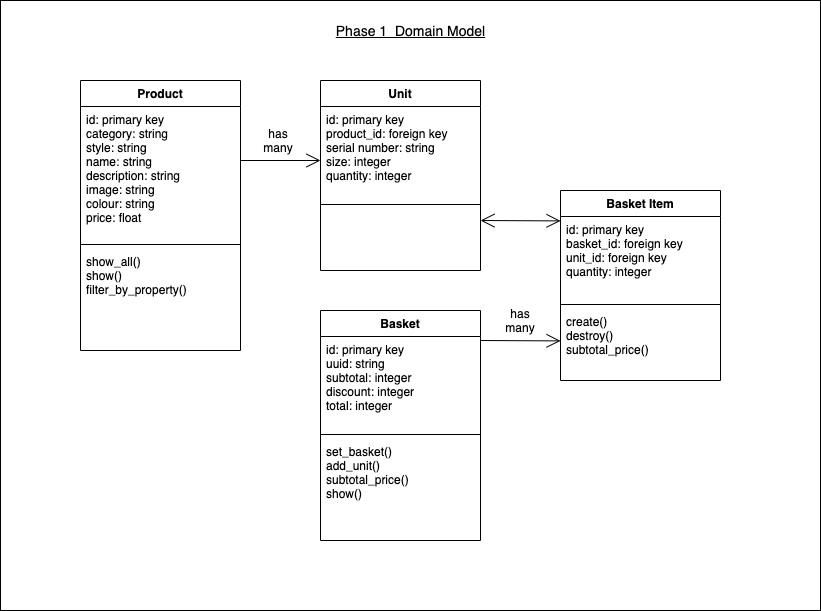 Phase 1  Domain Model
Product
id: primary key
category: string
style: string
name: string
description: string
image: string
colour: string
price: float
show_all()
show()
filter_by_property()
has
many
Unit
id: primary key
product_id: foreign key
serial number: string
size: integer
quantity: integer
Basket Item
id: primary key
basket_id: foreign key
unit_id: foreign key
quantity: integer
create()
destroy()
subtotal_price()
Basket
id: primary key
uuid: string
subtotal: integer
discount: integer
total: integer
set_basket()
add_unit()
subtotal_price()
show()
has
many